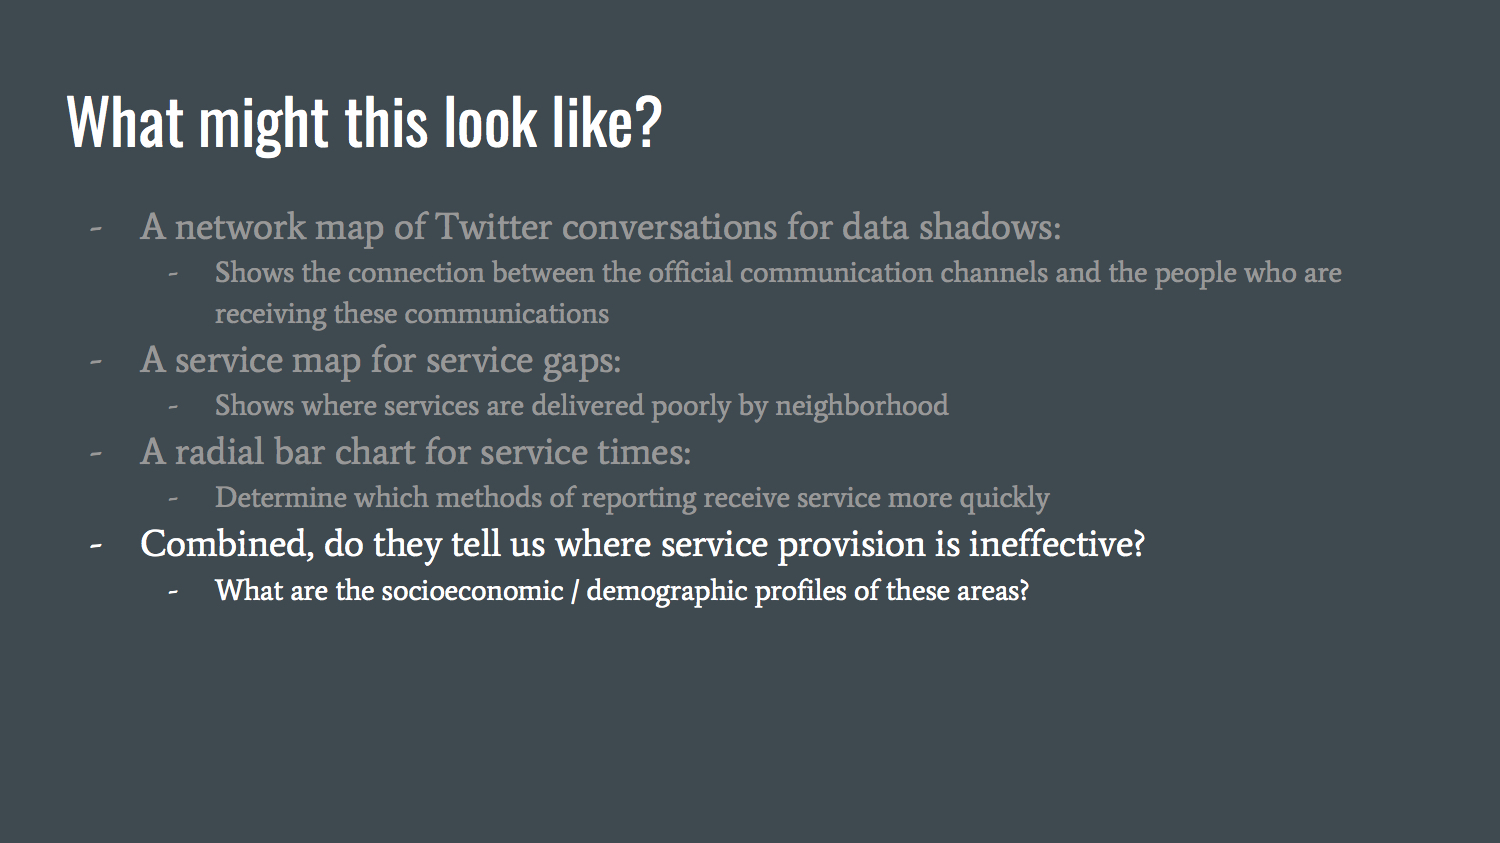 What might this look like?
- A network map of Twitter conversations for data shadows:
- Shows the connection between the official communication channels and the people who are
receiving these communications
- A service map for service gaps:
- Shows where services are delivered poorly by neighborhood
- A radial bar chart for service times:
- Determine which methods of reporting receive service more quickly
- Combined, do they tell us where service provision is ineffective?
- What are the socioeconomic / demographic profiles of these areas?